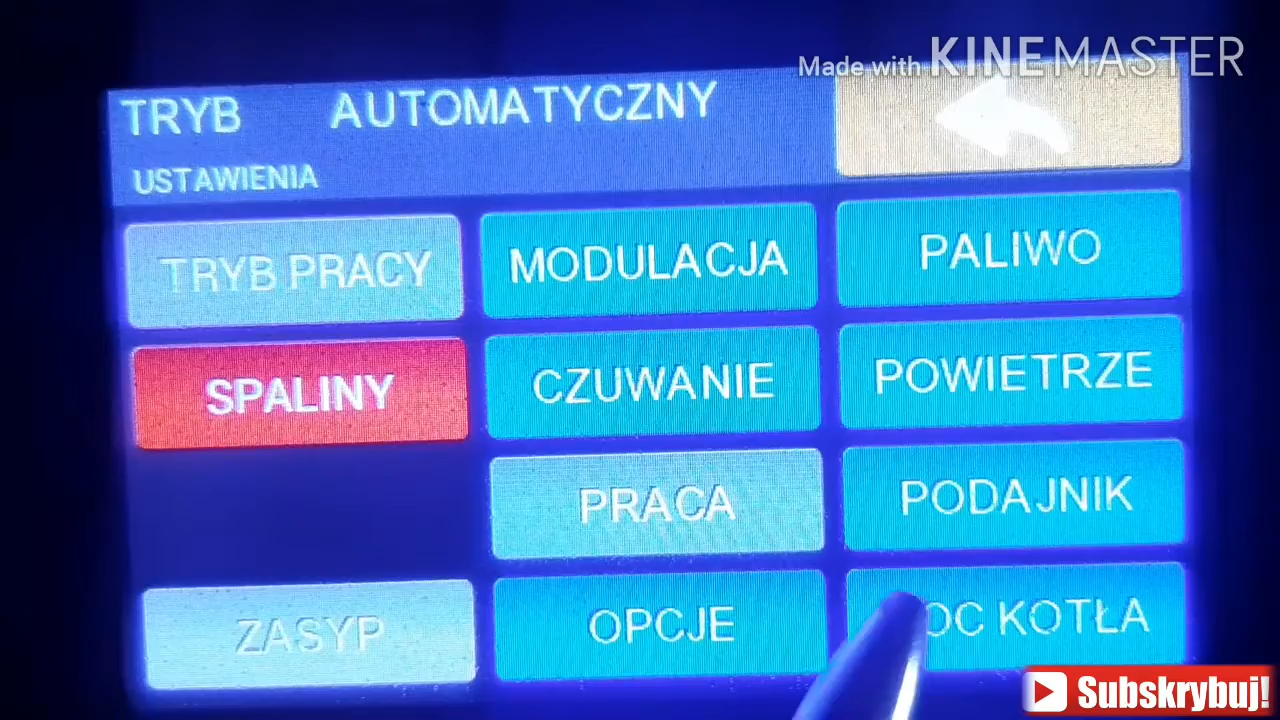 Made with KINEMASTER
TRYB AUTOMATYCZNY
USTAWIENIA
TRYB PRACY MODULACJA PALIWO
SPALINY CZUWANIE POWIETRZE
PRACA PODAJNIK
ZASYP OPCJE OC KOTŁA
Subskrybuj!